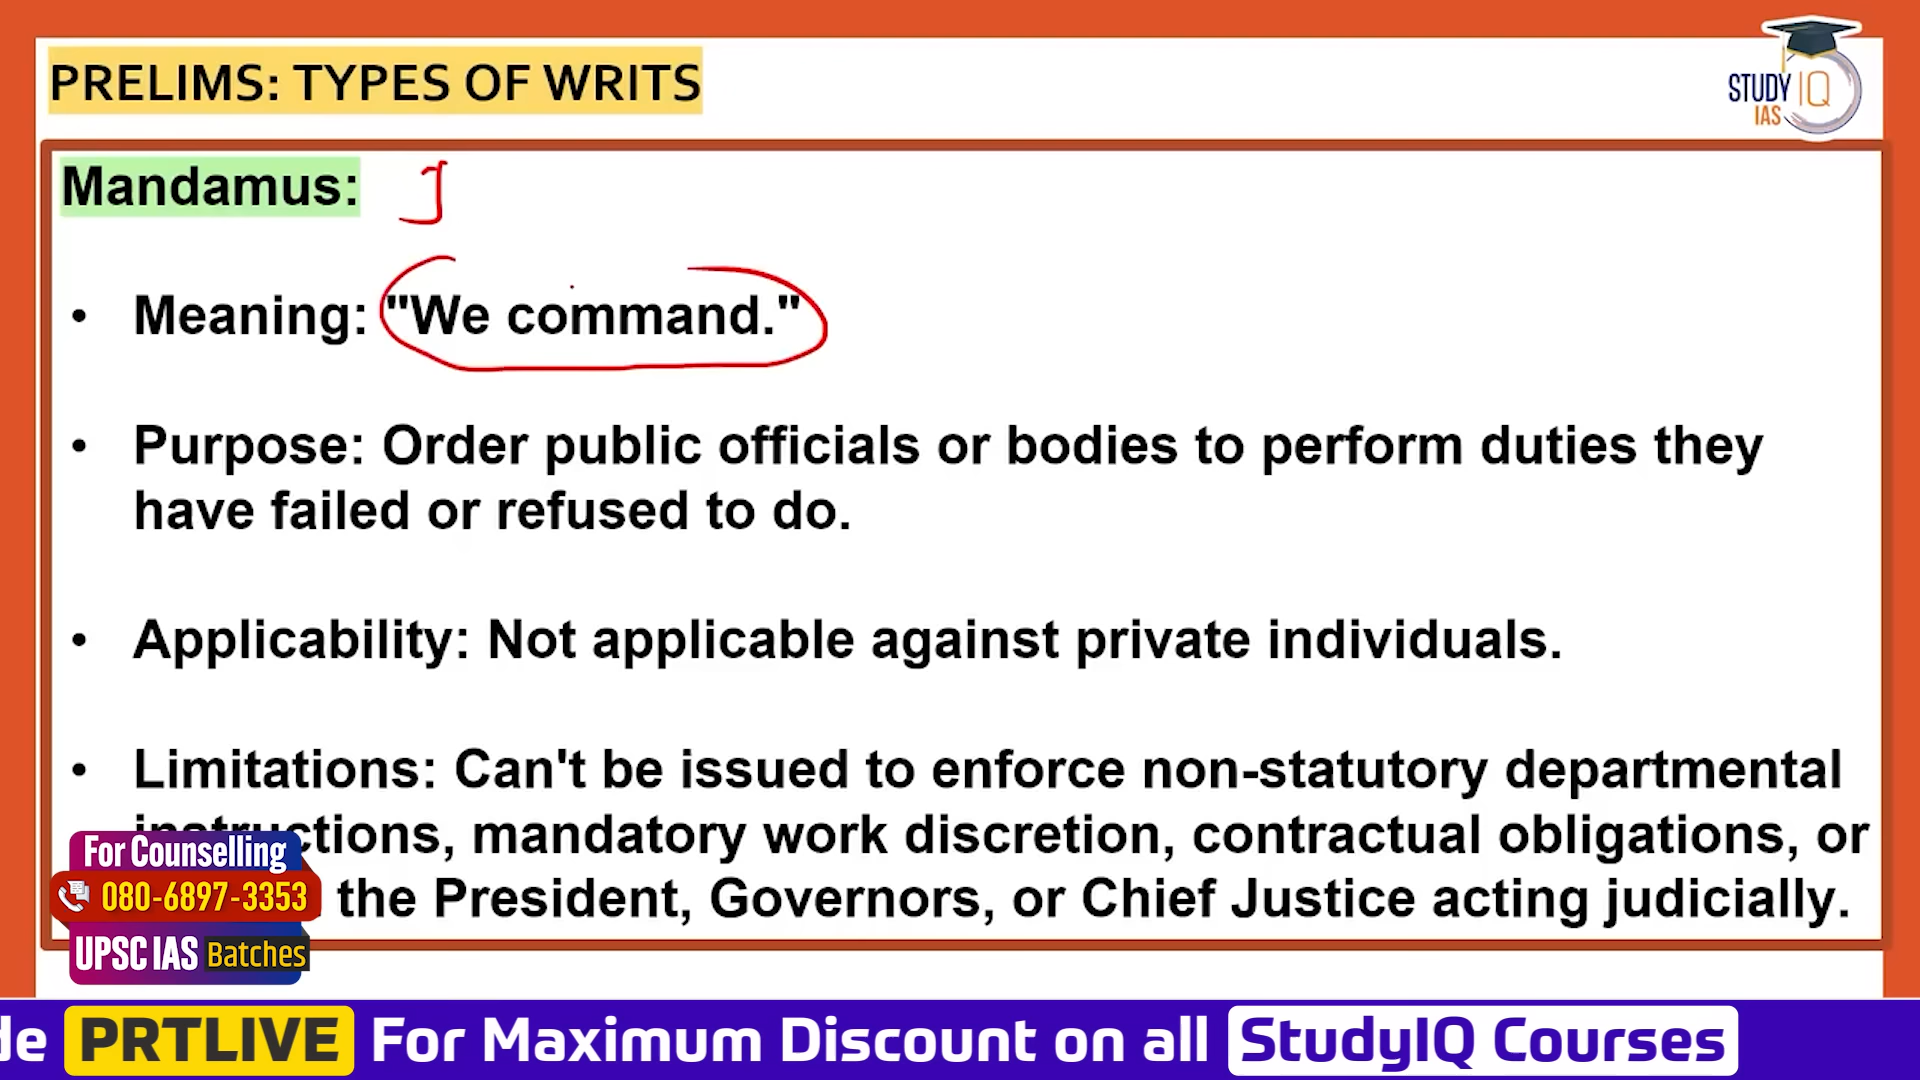 PRELIMS: TYPES OF WRITS
STUDY IQ
IAS
Mandamus:
• Meaning: "We command."
• Purpose: Order public officials or bodies to perform duties they
have failed or refused to do.
• Applicability: Not applicable against private individuals.
• Limitations: Can't be issued to enforce non-statutory departmental
instructions, mandatory work discretion, contractual obligations, or
the President, Governors, or Chief Justice acting judicially.
For Counselling
080-6897-3353
UPSC IAS Batches
de PRTLIVE For Maximum Discount on all StudyIQ Courses